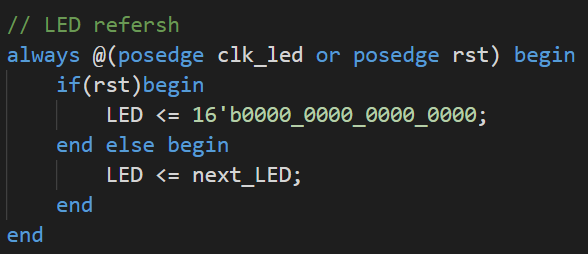 // LED refersh
always @(posedge clk_led or posedge rst) begin
    if(rst)begin
        LED <= 16'b0000_0000_0000_0000;
    end else begin
        LED <= next_LED;
    end
end